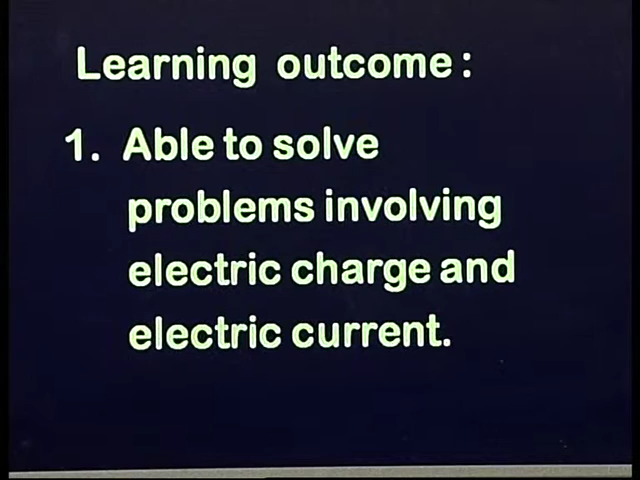 Learning outcome :
1. Able to solve
problems involving
electric charge and
electric current.